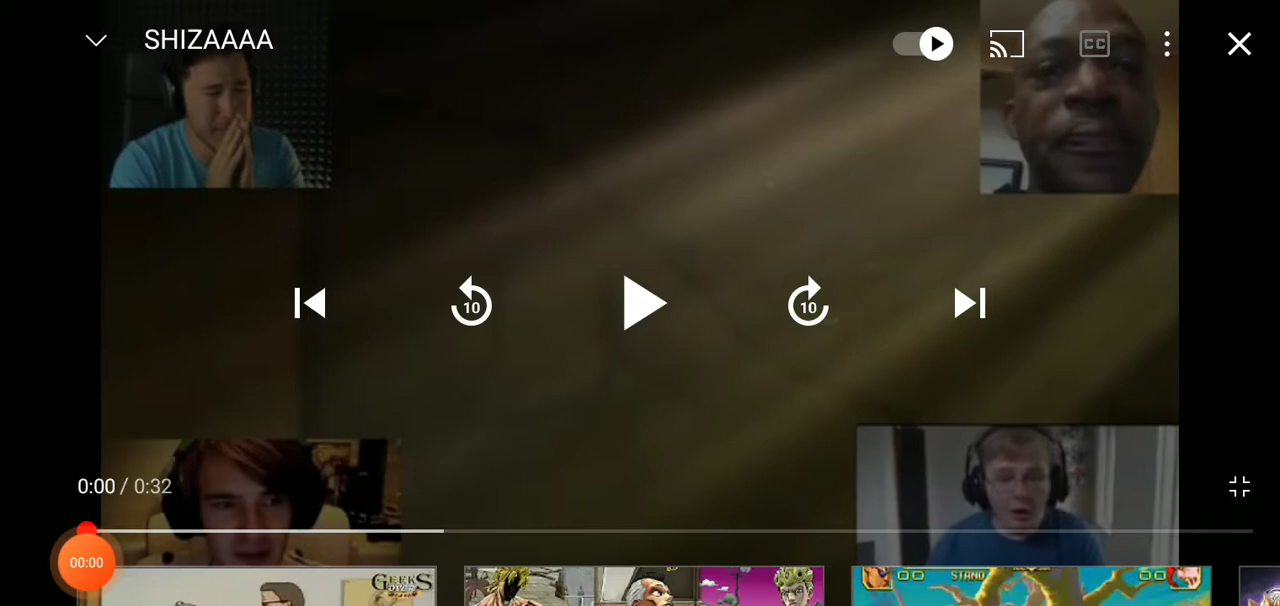 SHIZAAAA
CC
10
10
0:00 / 0:32
00:00
GEEKS
STAND